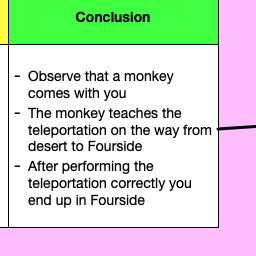 Conclusion
- Observe that a monkey
comes with you
- The monkey teaches the
teleportation on the way from
desert to Fourside
- After performing the
teleportation correctly you
end up in Fourside